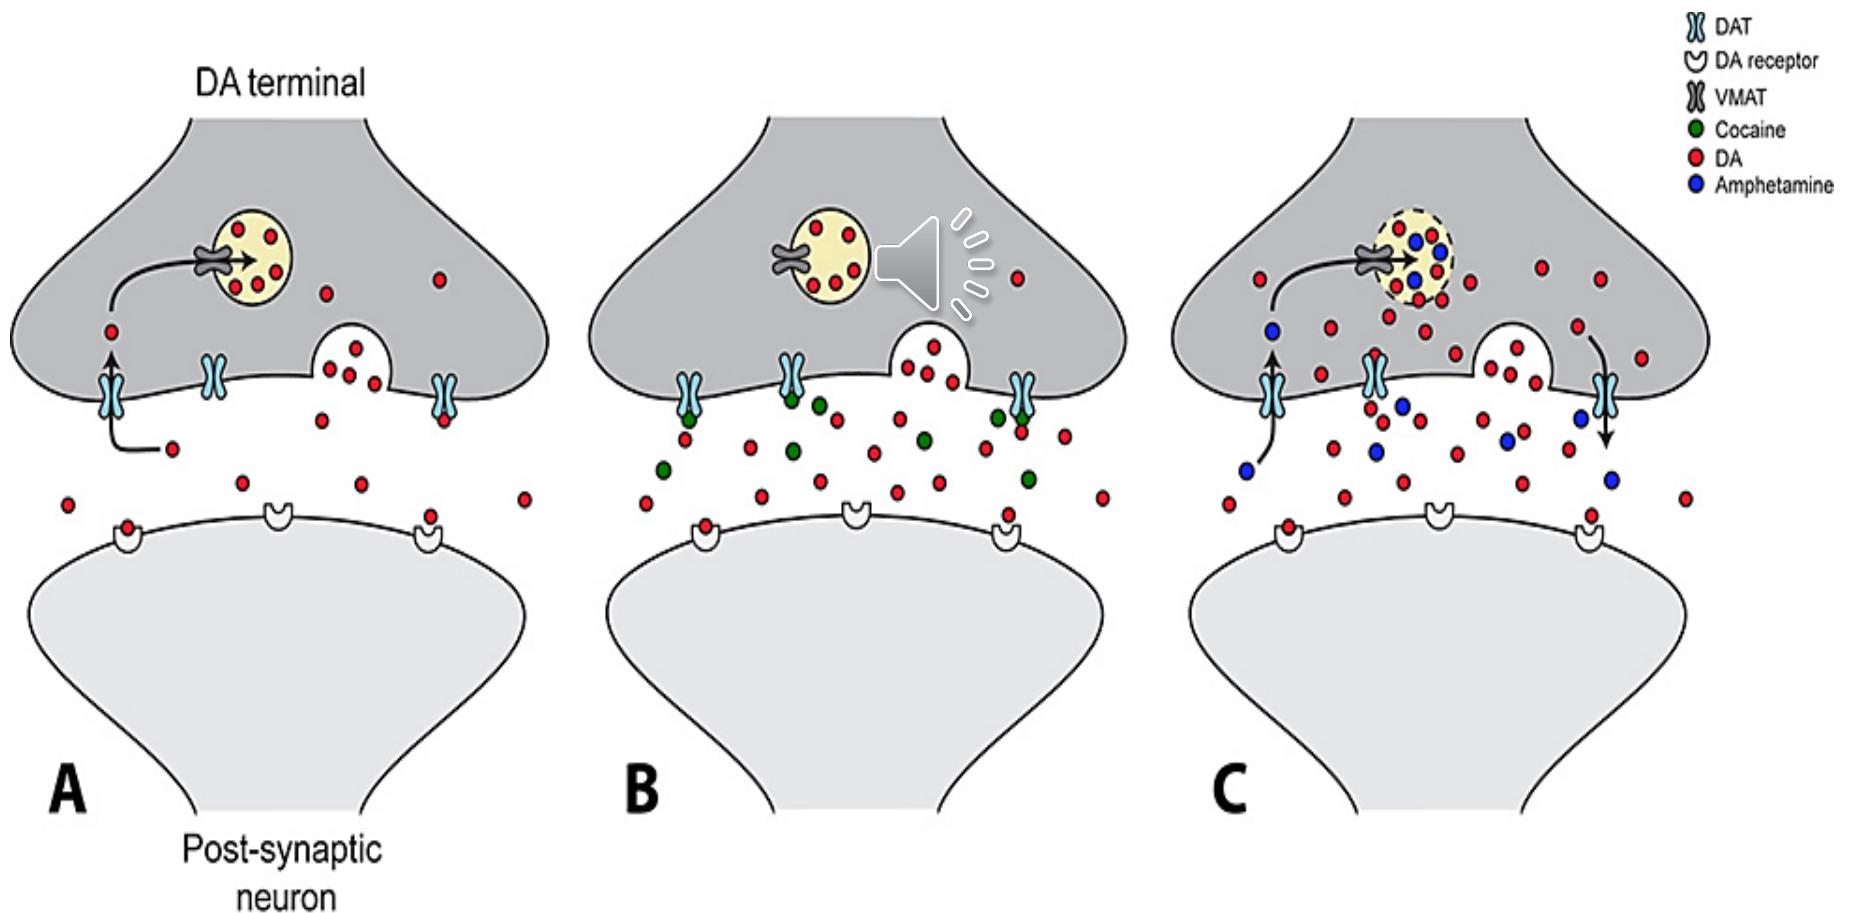 DA terminal
DAT
DA receptor
VMAT
Cocaine
DA
Amphetamine
A
B
C
Post-synaptic
neuron